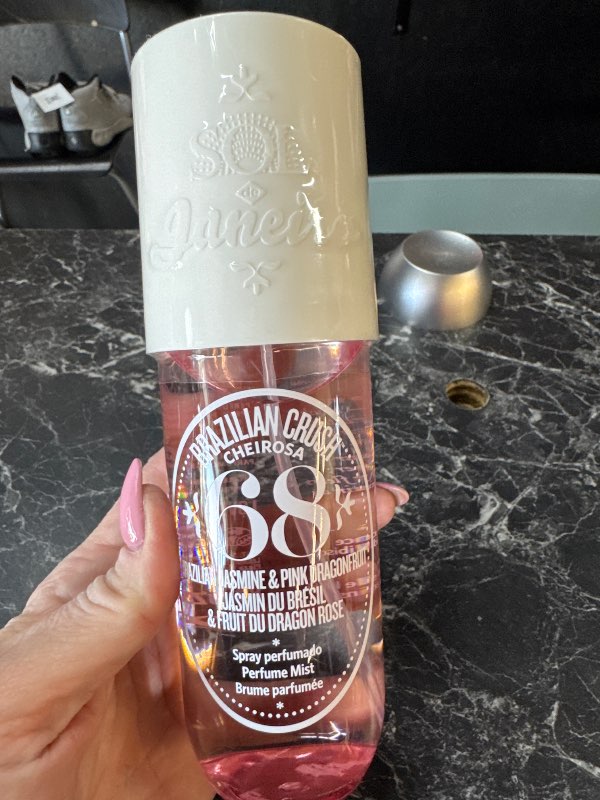 SOL
de
Janeiro
BRAZILIAN CRUSH
CHEIROSA
68
BRAZILIAN JASMINE & PINK DRAGONFRUIT
JASMIN DU BRÉSIL
& FRUIT DU DRAGON ROSE
*
Spray perfumado
Perfume Mist
Brume parfumée
*